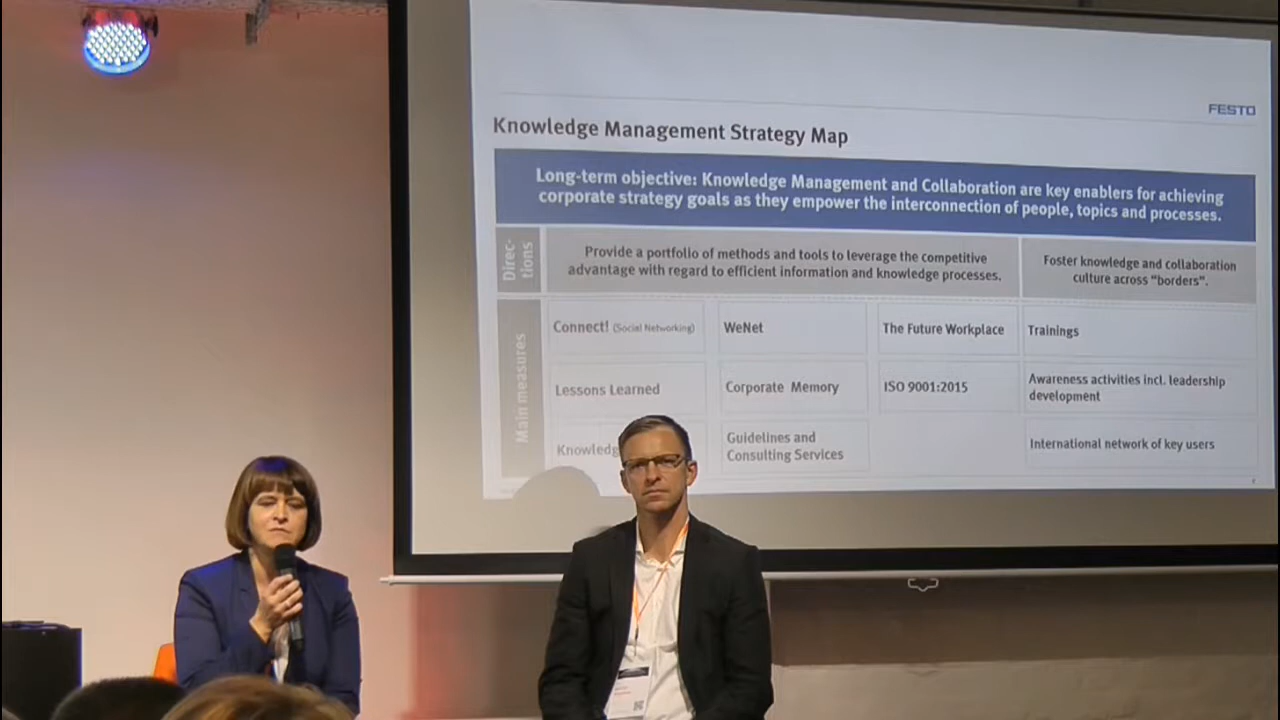 FESTO
Knowledge Management Strategy Map
Long-term objective: Knowledge Management and Collaboration are key enablers for achieving
corporate strategy goals as they empower the interconnection of people, topics and processes.
Direc-
tions
Provide a portfolio of methods and tools to leverage the competitive
advantage with regard to efficient information and knowledge processes.
Foster knowledge and collaboration
culture across "borders".
Main measures
Connect! (Social Networking)
WeNet
The Future Workplace
Trainings
Lessons Learned
Corporate Memory
ISO 9001:2015
Awareness activities incl. leadership
development
Guidelines and
Consulting Services
International network of key users